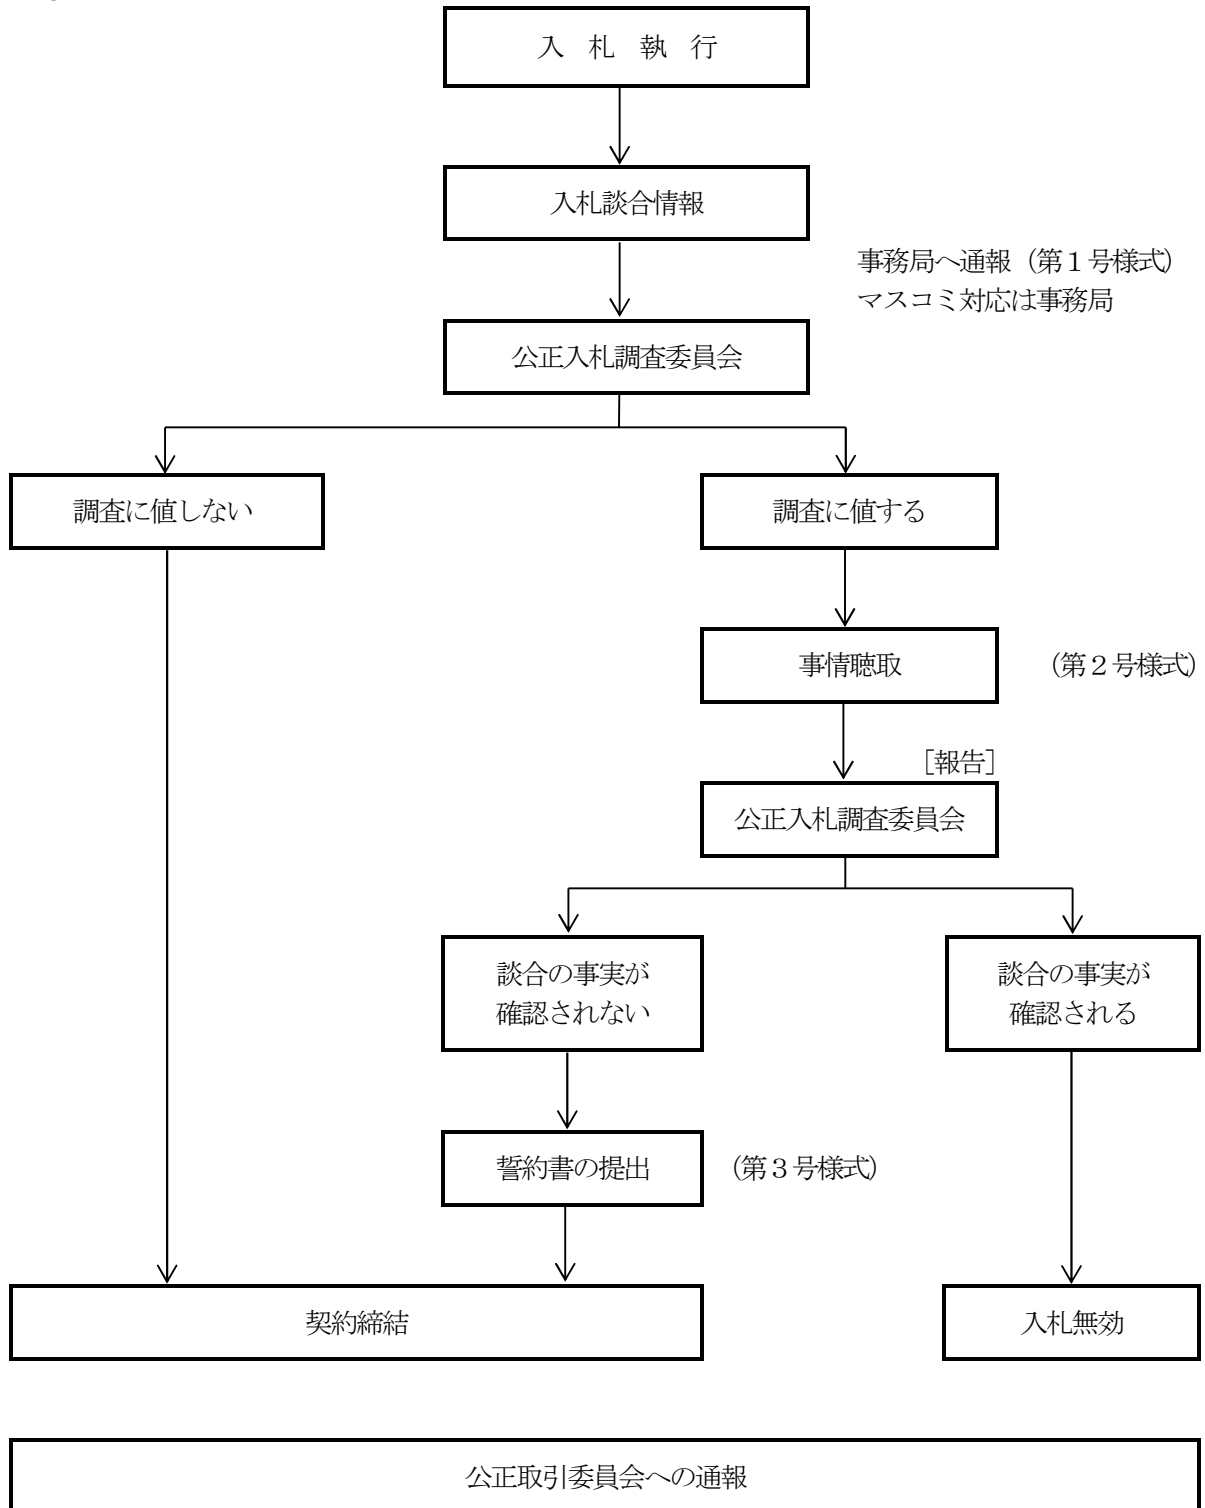 入　札　執　行
入札談合情報
事務局へ通報（第１号様式）
マスコミ対応は事務局
公正入札調査委員会
調査に値しない
調査に値する
事情聴取
（第２号様式）
［報告］
公正入札調査委員会
談合の事実が
確認されない
談合の事実が
確認される
誓約書の提出
（第３号様式）
契約締結
入札無効
公正取引委員会への通報